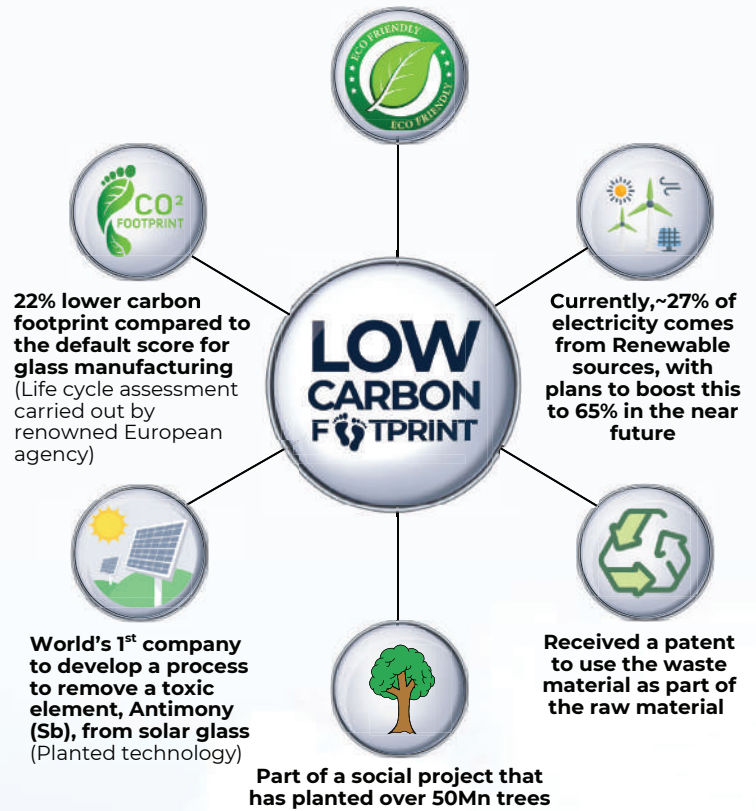 ECO FRIENDLY
ECO FRIENDLY
CO²
FOOTPRINT
22% lower carbon
footprint compared to
the default score for
glass manufacturing
(Life cycle assessment
carried out by
renowned European
agency)
LOW
CARBON
F TPRINT
Currently,~27% of
electricity comes
from Renewable
sources, with
plans to boost this
to 65% in the near
future
World's 1st company
to develop a process
to remove a toxic
element, Antimony
(Sb), from solar glass
(Planted technology)
Part of a social project that
has planted over 50Mn trees
Received a patent
to use the waste
material as part of
the raw material